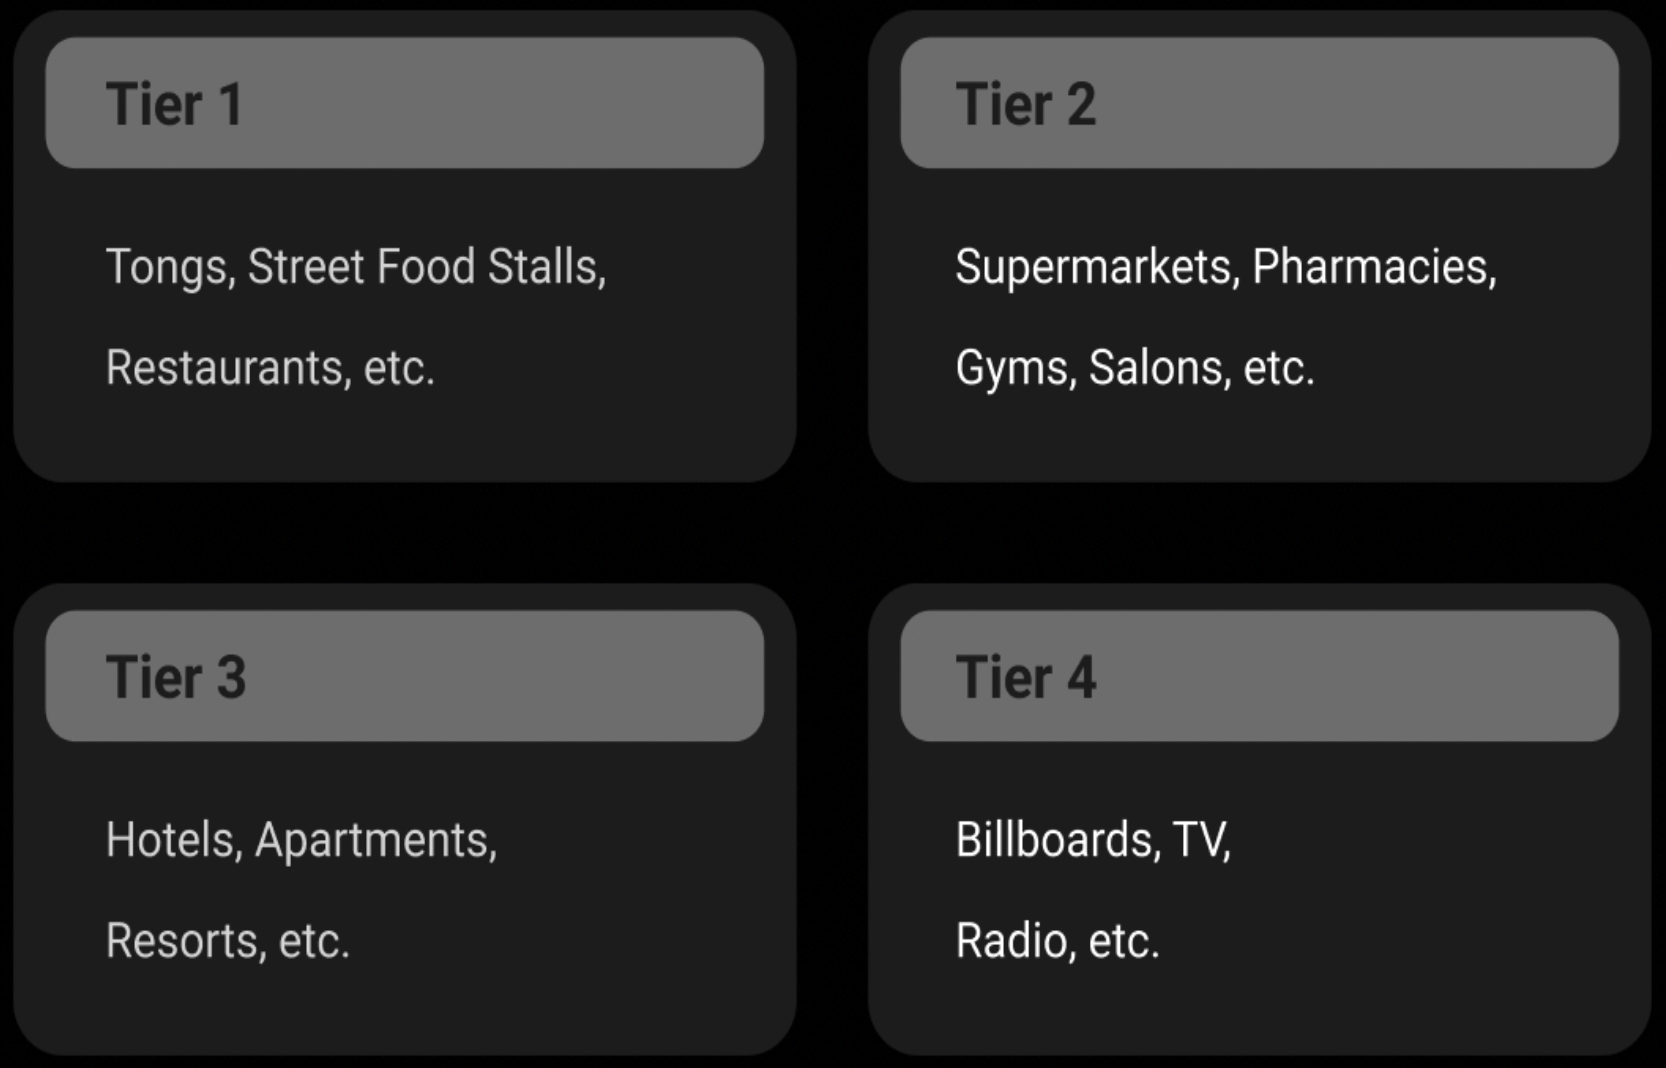 Tier 1
Tongs, Street Food Stalls,
Restaurants, etc.
Tier 2
Supermarkets, Pharmacies,
Gyms, Salons, etc.
Tier 3
Hotels, Apartments,
Resorts, etc.
Tier 4
Billboards, TV,
Radio, etc.